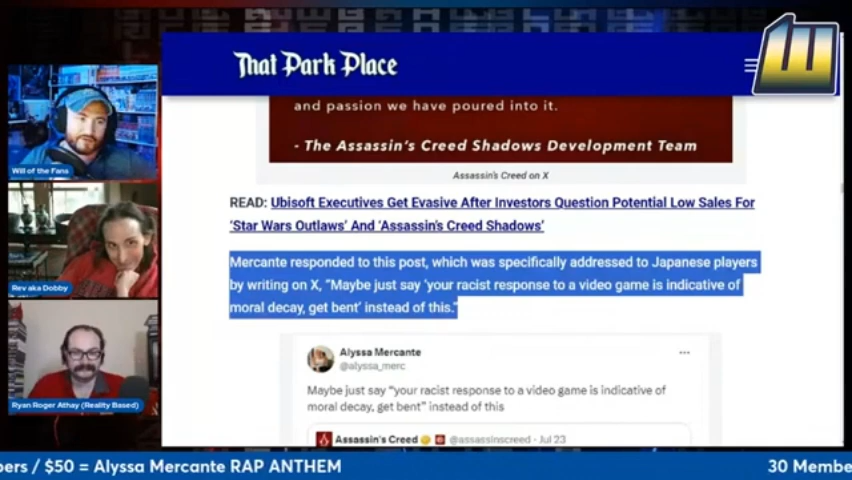 That Park Place
and passion we have poured into it.
- The Assassin's Creed Shadows Development Team
Assassin's Creed on X
READ: Ubisoft Executives Get Evasive After Investors Question Potential Low Sales For
'Star Wars Outlaws' And 'Assassin's Creed Shadows'
Mercante responded to this post, which was specifically addressed to Japanese players
by writing on X, "Maybe just say 'your racist response to a video game is indicative of
moral decay, get bent' instead of this."
Alyssa Mercante
@alyssa_merc
Maybe just say "your racist response to a video game is indicative of
moral decay, get bent" instead of this
Assassin's Creed @assassinscreed · Jul 23
Will of the Fans
Rev aka Dobby
Ryan Roger Athay (Reality Based)
bers / $50 = Alyssa Mercante RAP ANTHEM
30 Membe